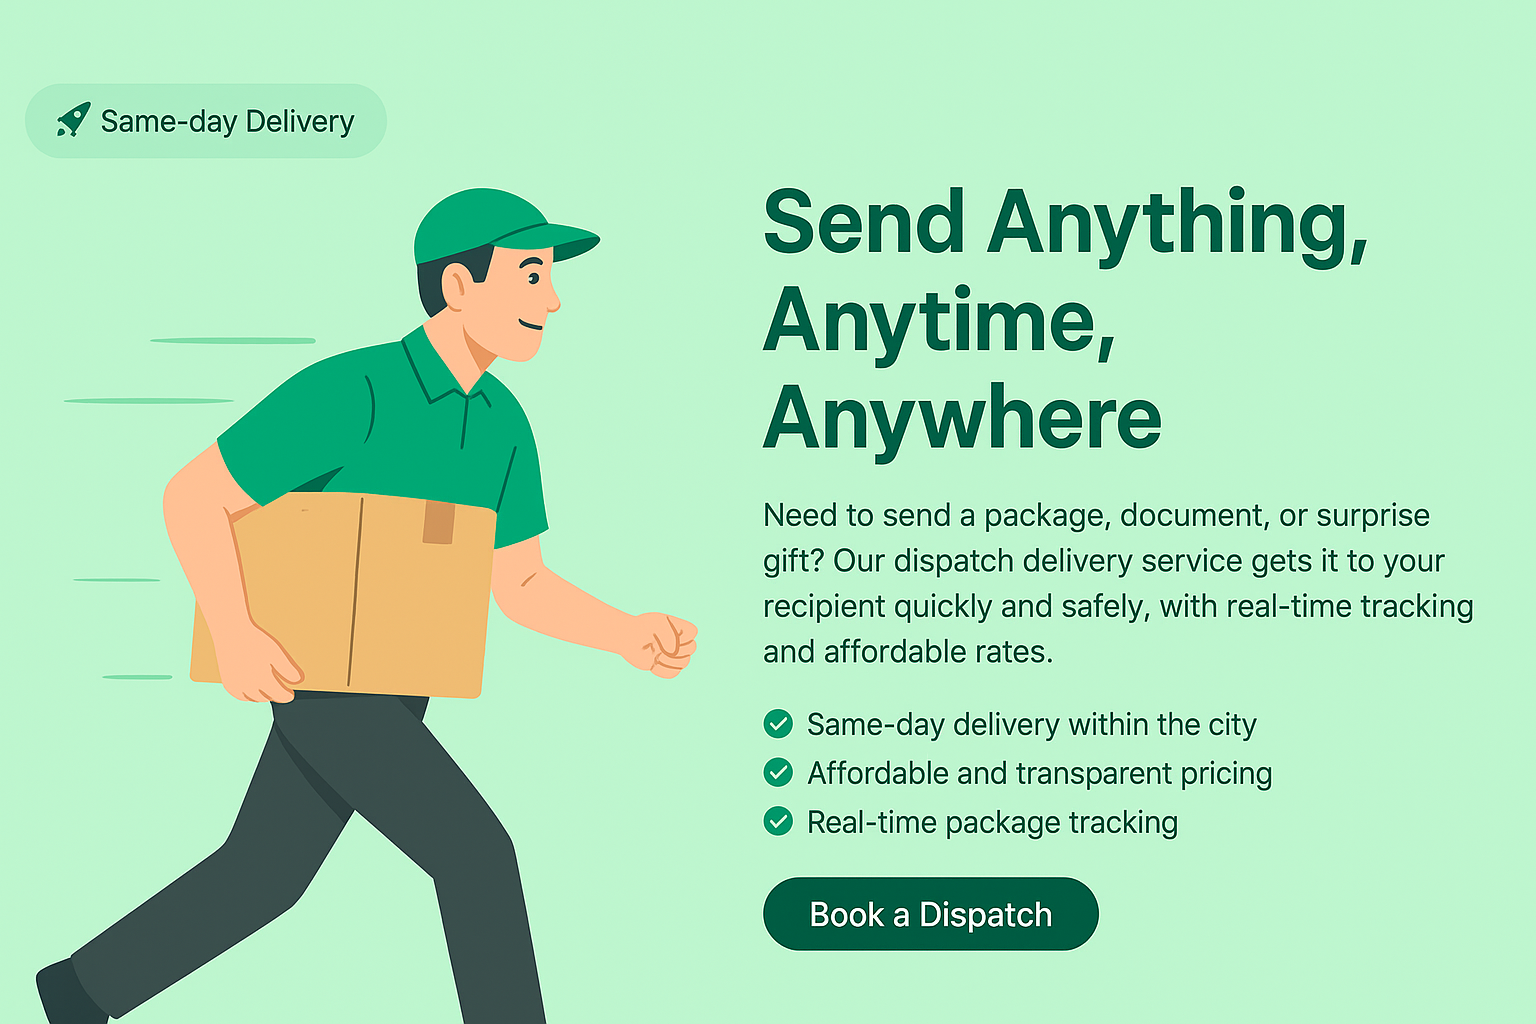 Same-day Delivery
Send Anything,
Anytime,
Anywhere
Need to send a package, document, or surprise
gift? Our dispatch delivery service gets it to your
recipient quickly and safely, with real-time tracking
and affordable rates.
Same-day delivery within the city
Affordable and transparent pricing
Real-time package tracking
Book a Dispatch